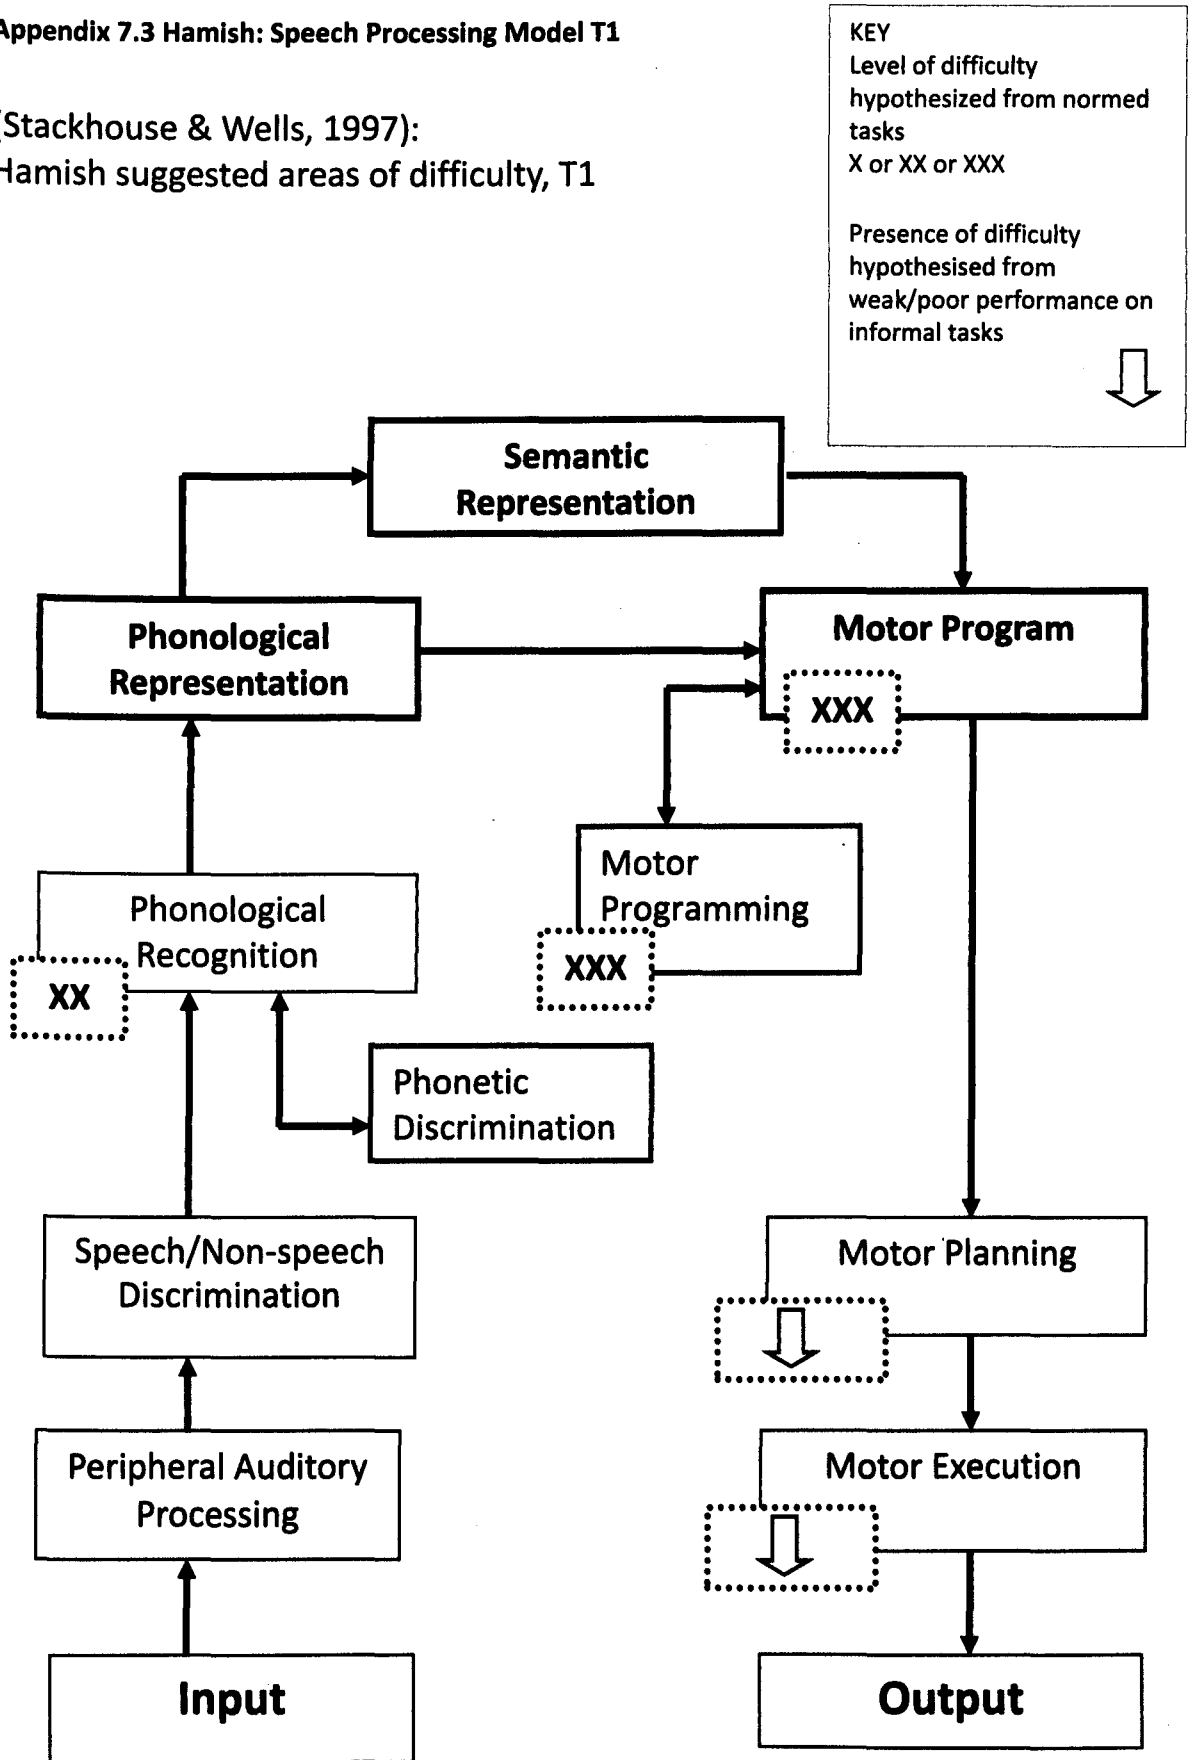 Appendix 7.3 Hamish: Speech Processing Model T1
(Stackhouse & Wells, 1997):
Hamish suggested areas of difficulty, T1
KEY
Level of difficulty
hypothesized from normed
tasks
X or XX or XXX
Presence of difficulty
hypothesised from
weak/poor performance on
informal tasks
Semantic
Representation
Phonological
Representation
Motor Program
XXX
Motor
Programming
XXX
Phonological
Recognition
XX
Phonetic
Discrimination
Speech/Non-speech
Discrimination
Motor Planning
Peripheral Auditory
Processing
Motor Execution
Input
Output